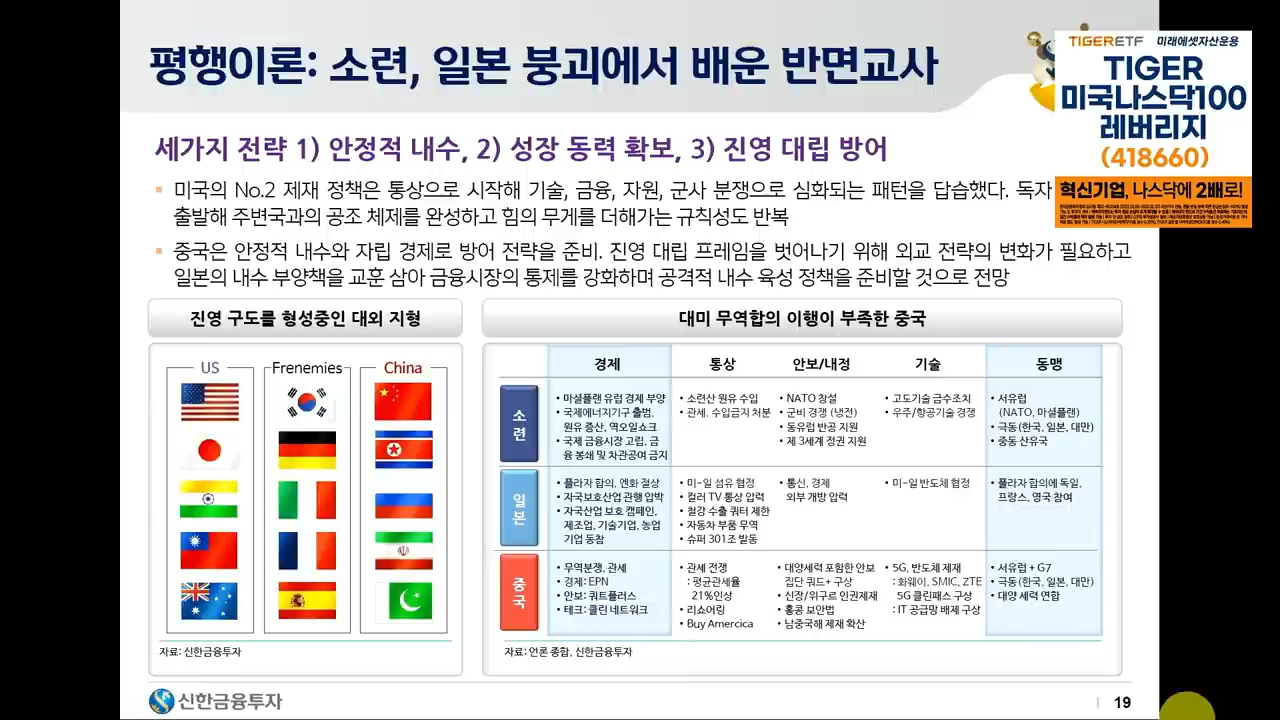 평행이론: 소련, 일본 붕괴에서 배운 반면교사
TIGERETF 미래에셋자산운용
TIGER
미국나스닥100
레버리지
(418660)
혁신기업, 나스닥에 2배로!
세가지 전략 1) 안정적 내수, 2) 성장 동력 확보, 3) 진영 대립 방어
미국의 No.2 제재 정책은 통상으로 시작해 기술, 금융, 자원, 군사 분쟁으로 심화되는 패턴을 답습했다. 독자
출발해 주변국과의 공조 체제를 완성하고 힘의 무게를 더해가는 규칙성도 반복
중국은 안정적 내수와 자립 경제로 방어 전략을 준비. 진영 대립 프레임을 벗어나기 위해 외교 전략의 변화가 필요하고
일본의 내수 부양책을 교훈 삼아 금융시장의 통제를 강화하며 공격적 내수 육성 정책을 준비할 것으로 전망
진영 구도를 형성중인 대외 지형
US Frenemies China
자료: 신한금융투자
대미 무역합의 이행이 부족한 중국
경제 통상 안보/내정 기술 동맹
소련
• 마셜플랜 유럽 경제 부양
• 국제에너지기구 출범,
원유 증산, 역오일쇼크
• 국제 금융시장 고립, 금
융 봉쇄 및 차관공여 금지
• 소련산 원유 수입
• 관세, 수입금지 처분
• NATO 창설
• 군비 경쟁 (냉전)
• 동유럽 반공 지원
• 제 3세계 정권 지원
• 고도기술 금수조치
• 우주/항공기술 경쟁
• 서유럽
(NATO, 마셜플랜)
• 극동(한국, 일본, 대만)
• 중동 산유국
일본
• 플라자 합의, 엔화 절상
• 자국보호산업 관행 압박
• 자국산업 보호 캠페인,
제조업, 기술기업, 농업
기업 동참
• 미-일 섬유 협정
• 컬러 TV 통상 압력
• 철강 수출 쿼터 제한
• 자동차 부품 무역
• 슈퍼 301조 발동
• 통신, 경제
외부 개방 압력
• 미-일 반도체 협정
• 플라자 합의에 독일,
프랑스, 영국 참여
중국
• 무역분쟁, 관세
• 경제: EPN
• 안보: 쿼트플러스
• 테크: 클린 네트워크
• 관세 전쟁
: 평균관세율
21%인상
• 리쇼어링
• Buy Amercica
• 대양세력 포함한 안보
집단 쿼드+ 구상
• 신장/위구르 인권제재
• 홍콩 보안법
• 남중국해 제재 확산
• 5G, 반도체 제재
: 화웨이, SMIC, ZTE
5G 클린패스 구상
: IT 공급망 배제 구상
• 서유럽 + G7
• 극동(한국, 일본, 대만)
• 대양 세력 연합
자료: 언론 종합, 신한금융투자
신한금융투자
19